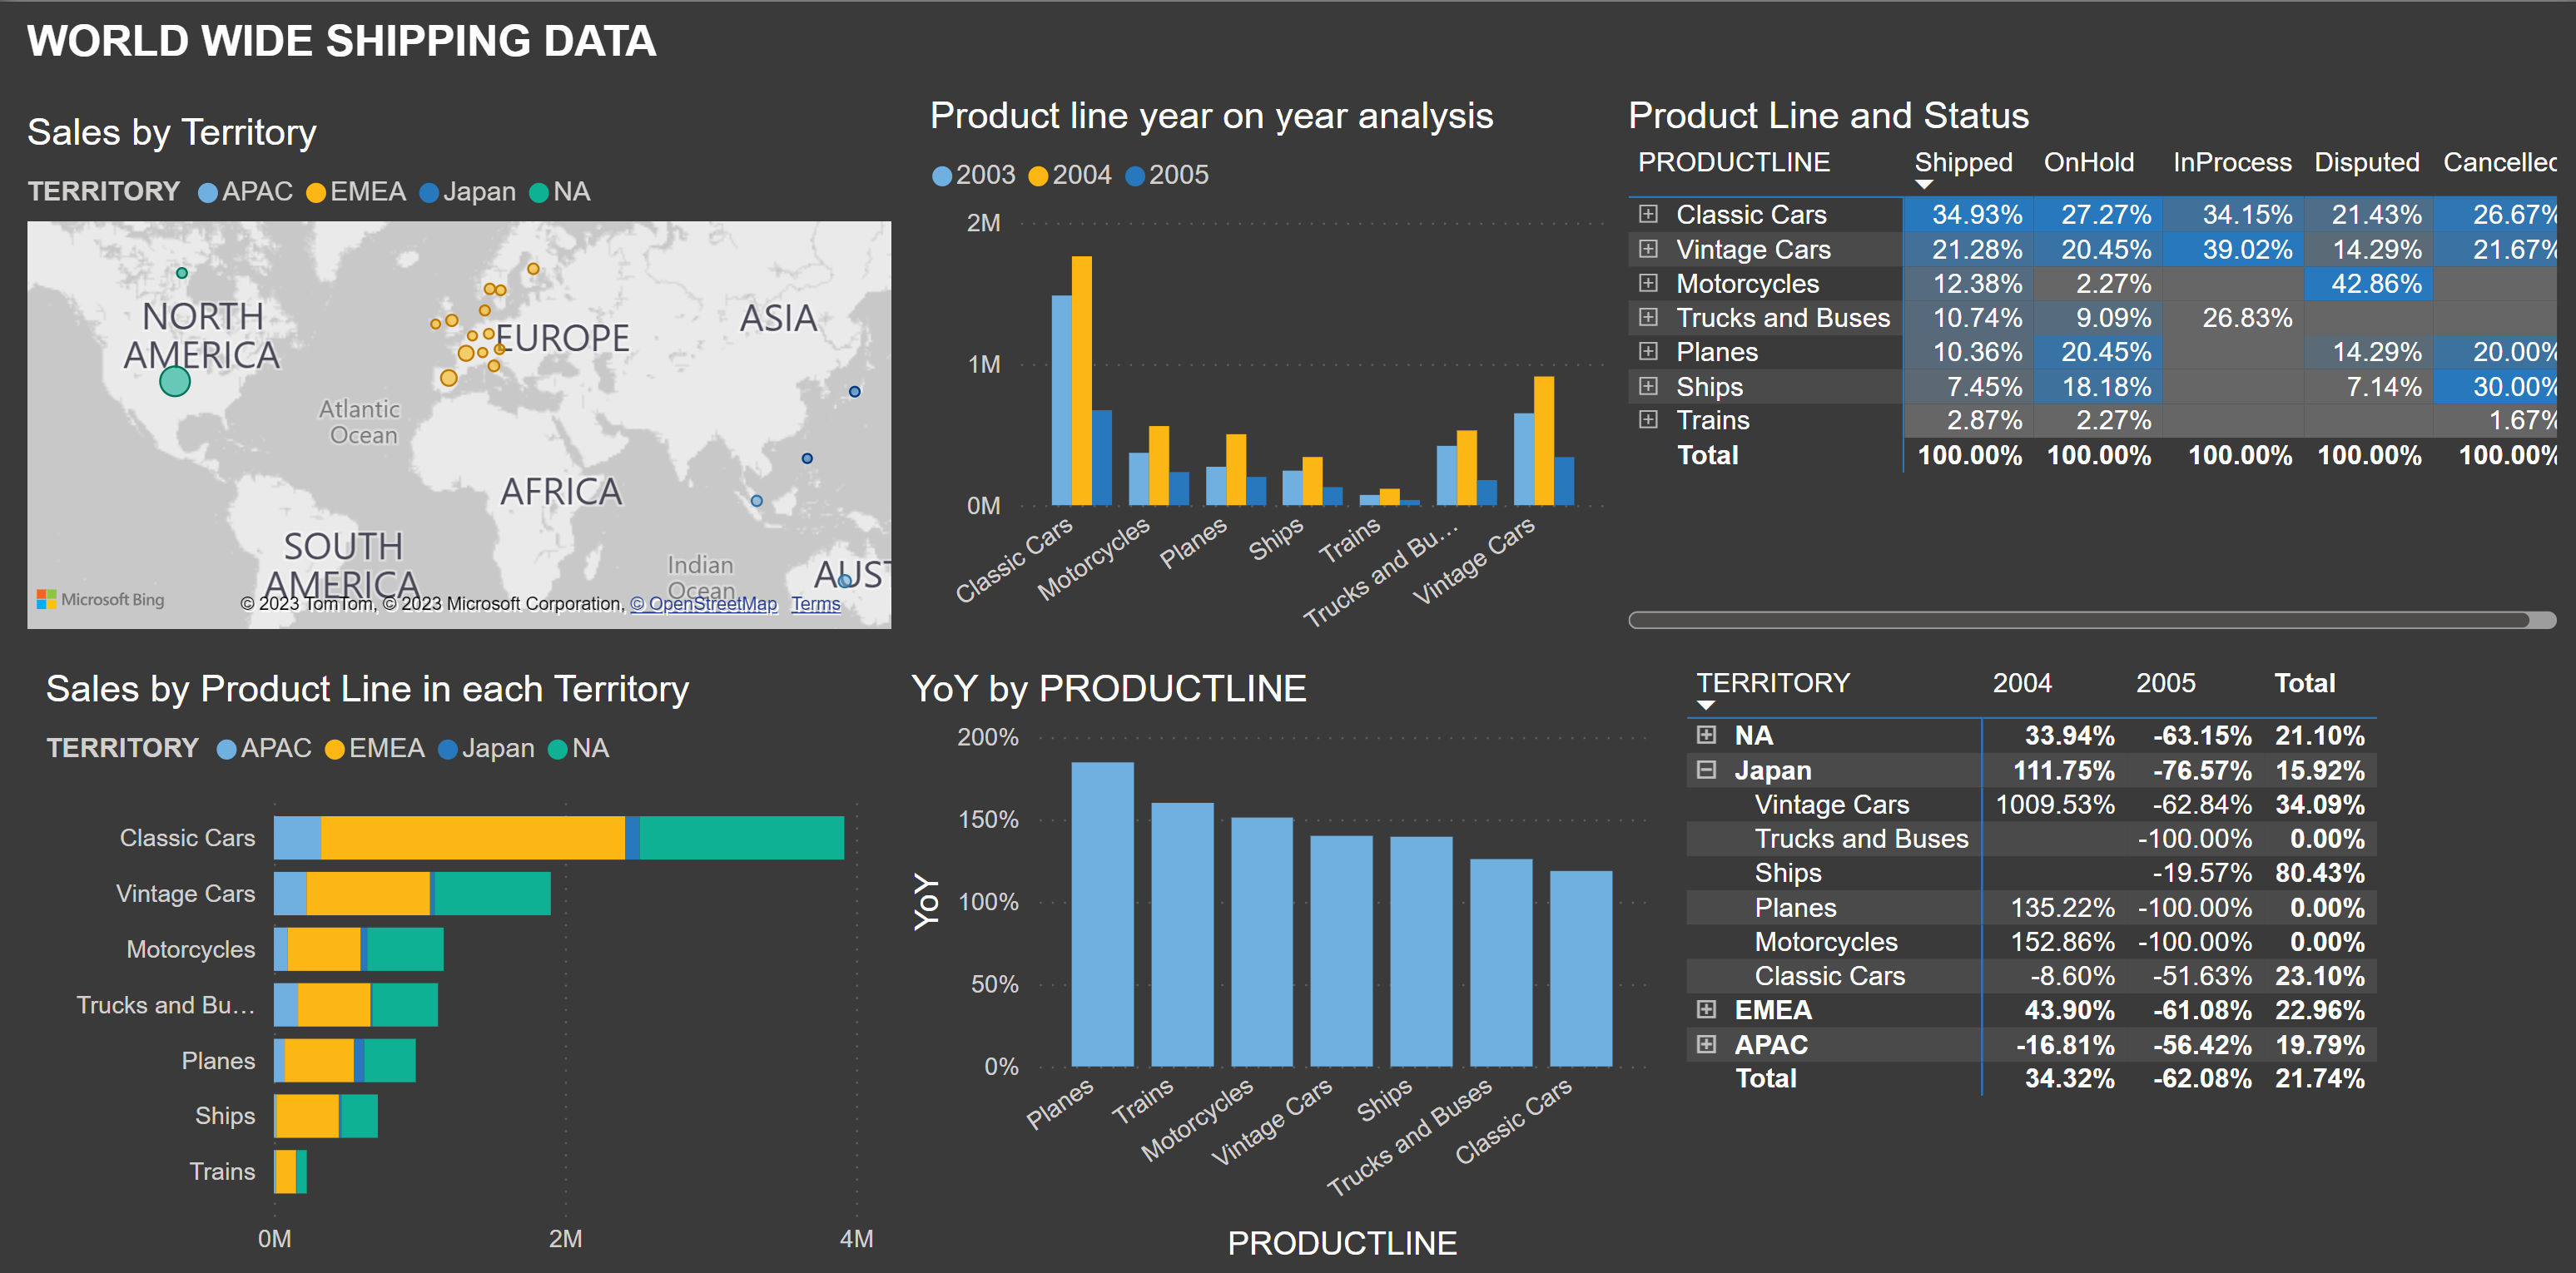 WORLD WIDE SHIPPING DATA
Sales by Territory
TERRITORY APAC EMEA Japan NA
NORTH
AMERICA
EUROPE
ASIA
Atlantic
Ocean
AFRICA
SOUTH
AMERICA
Indian
Ocean
AUST
Microsoft Bing
© 2023 TomTom, © 2023 Microsoft Corporation, © OpenStreetMap Terms
Product line year on year analysis
2003 2004 2005
2M
1M
0M
Classic Cars
Motorcycles
Planes
Ships
Trains
Trucks and Bu…
Vintage Cars
Product Line and Status
PRODUCTLINE Shipped OnHold InProcess Disputed Cancelled
Classic Cars 34.93% 27.27% 34.15% 21.43% 26.67%
Vintage Cars 21.28% 20.45% 39.02% 14.29% 21.67%
Motorcycles 12.38% 2.27% 42.86%
Trucks and Buses 10.74% 9.09% 26.83%
Planes 10.36% 20.45% 14.29% 20.00%
Ships 7.45% 18.18% 7.14% 30.00%
Trains 2.87% 2.27% 1.67%
Total 100.00% 100.00% 100.00% 100.00% 100.00%
Sales by Product Line in each Territory
TERRITORY APAC EMEA Japan NA
Classic Cars
Vintage Cars
Motorcycles
Trucks and Bu…
Planes
Ships
Trains
0M 2M 4M
YoY by PRODUCTLINE
YoY
200%
150%
100%
50%
0%
Planes
Trains
Motorcycles
Vintage Cars
Ships
Trucks and Buses
Classic Cars
PRODUCTLINE
TERRITORY 2004 2005 Total
NA 33.94% -63.15% 21.10%
Japan 111.75% -76.57% 15.92%
Vintage Cars 1009.53% -62.84% 34.09%
Trucks and Buses -100.00% 0.00%
Ships -19.57% 80.43%
Planes 135.22% -100.00% 0.00%
Motorcycles 152.86% -100.00% 0.00%
Classic Cars -8.60% -51.63% 23.10%
EMEA 43.90% -61.08% 22.96%
APAC -16.81% -56.42% 19.79%
Total 34.32% -62.08% 21.74%